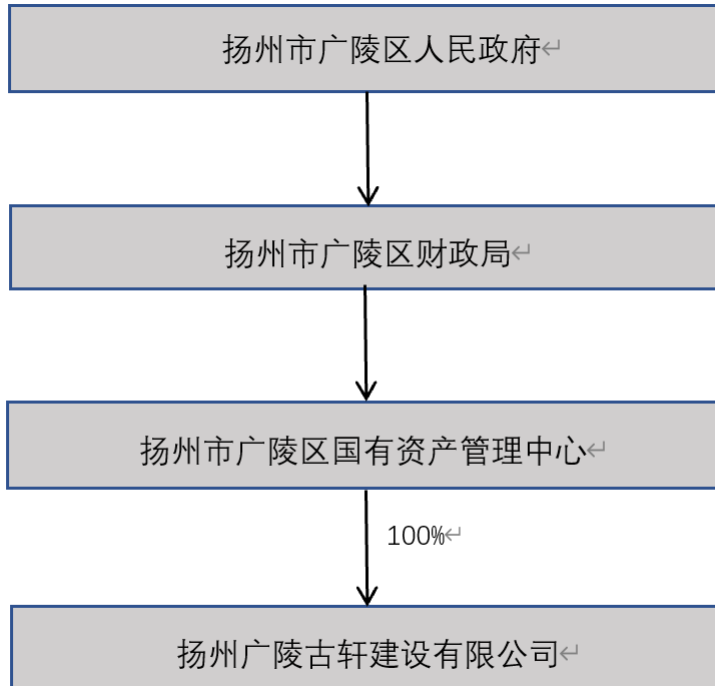 扬州市广陵区人民政府
扬州市广陵区财政局
扬州市广陵区国有资产管理中心
100%
扬州广陵古轩建设有限公司